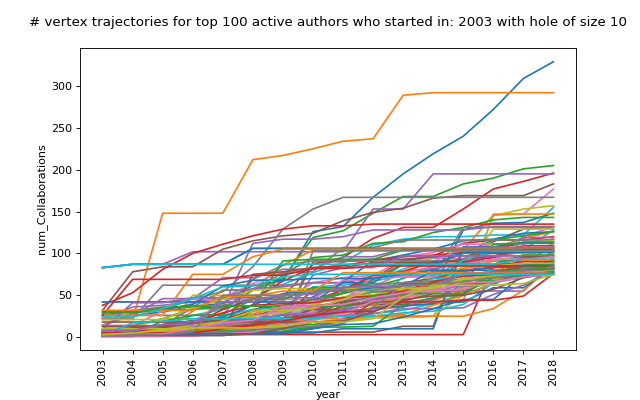 # vertex trajectories for top 100 active authors who started in: 2003 with hole of size 10
num_Collaborations
300
250
200
150
100
50
0
2003 2004 2005 2006 2007 2008 2009 2010 2011 2012 2013 2014 2015 2016 2017 2018
year